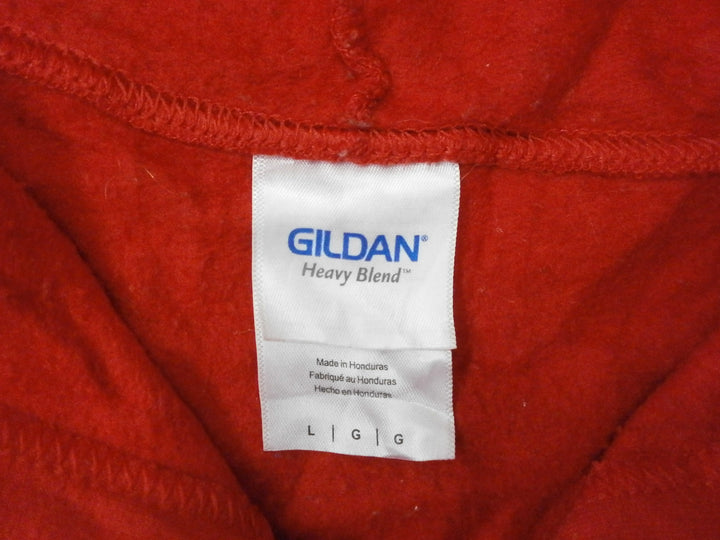 GILDAN®
Heavy Blend™
Made in Honduras
Fabriqué au Honduras
Hecho en Honduras
L | G | G